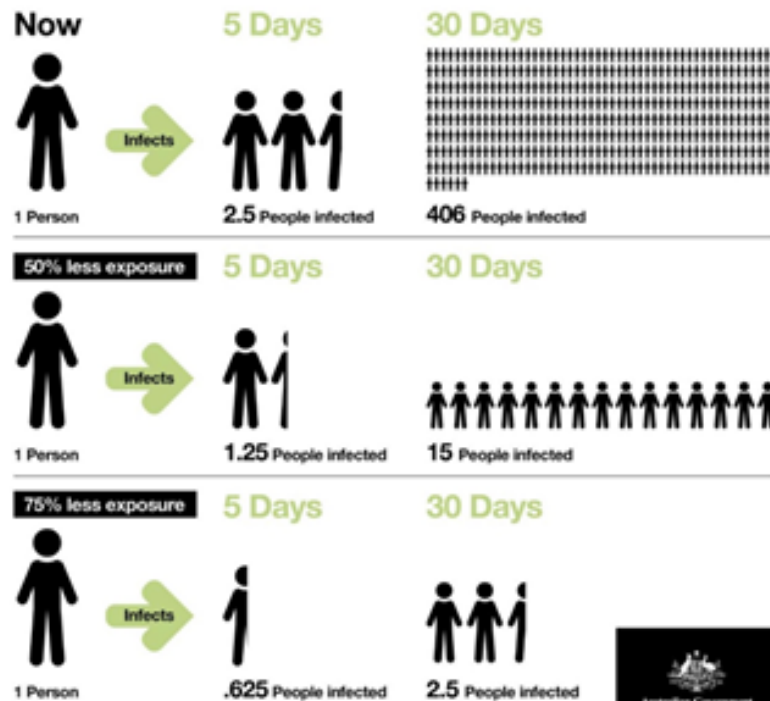 Now 5 Days 30 Days
Infects
1 Person 2.5 People infected 406 People infected
50% less exposure 5 Days 30 Days
Infects
1 Person 1.25 People infected 15 People infected
75% less exposure 5 Days 30 Days
Infects
1 Person .625 People infected 2.5 People infected
Australian Government